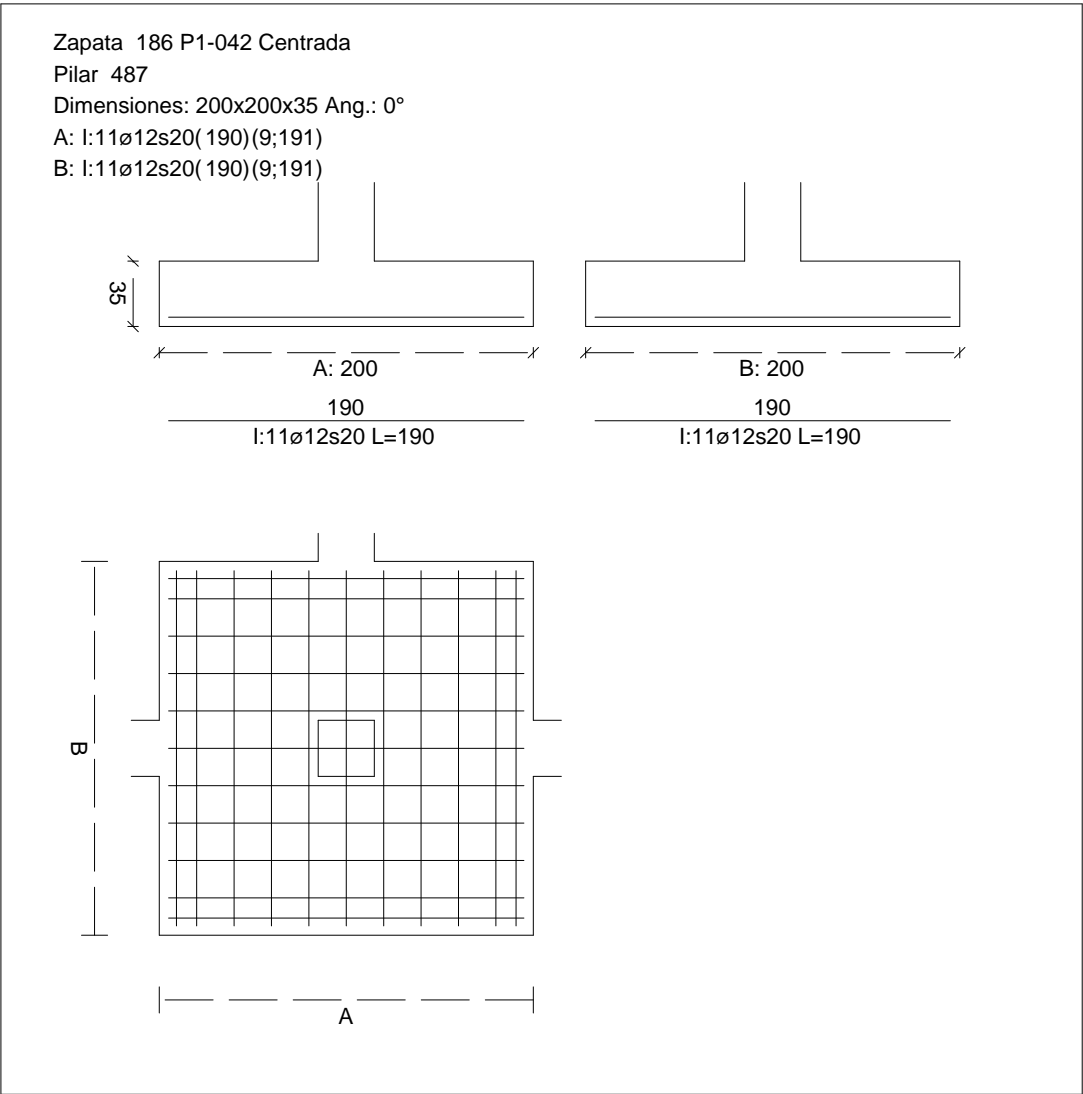 Zapata 186 P1-042 Centrada
Pilar 487
Dimensiones: 200x200x35 Ang.: 0°
A: I:11ø12s20(190)(9;191)
B: I:11ø12s20(190)(9;191)
35
A: 200
B: 200
190
190
I:11ø12s20 L=190
I:11ø12s20 L=190
B
A